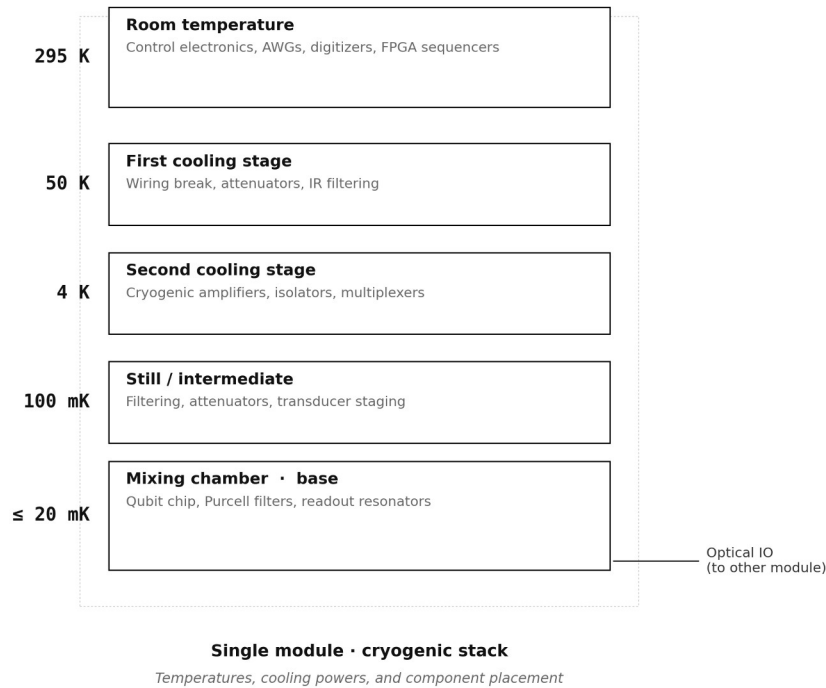 Room temperature
295 K
Control electronics, AWGs, digitizers, FPGA sequencers
First cooling stage
50 K
Wiring break, attenuators, IR filtering
Second cooling stage
4 K
Cryogenic amplifiers, isolators, multiplexers
Still / intermediate
100 mK
Filtering, attenuators, transducer staging
Mixing chamber · base
≤ 20 mK
Qubit chip, Purcell filters, readout resonators
Optical IO
(to other module)
Single module · cryogenic stack
Temperatures, cooling powers, and component placement